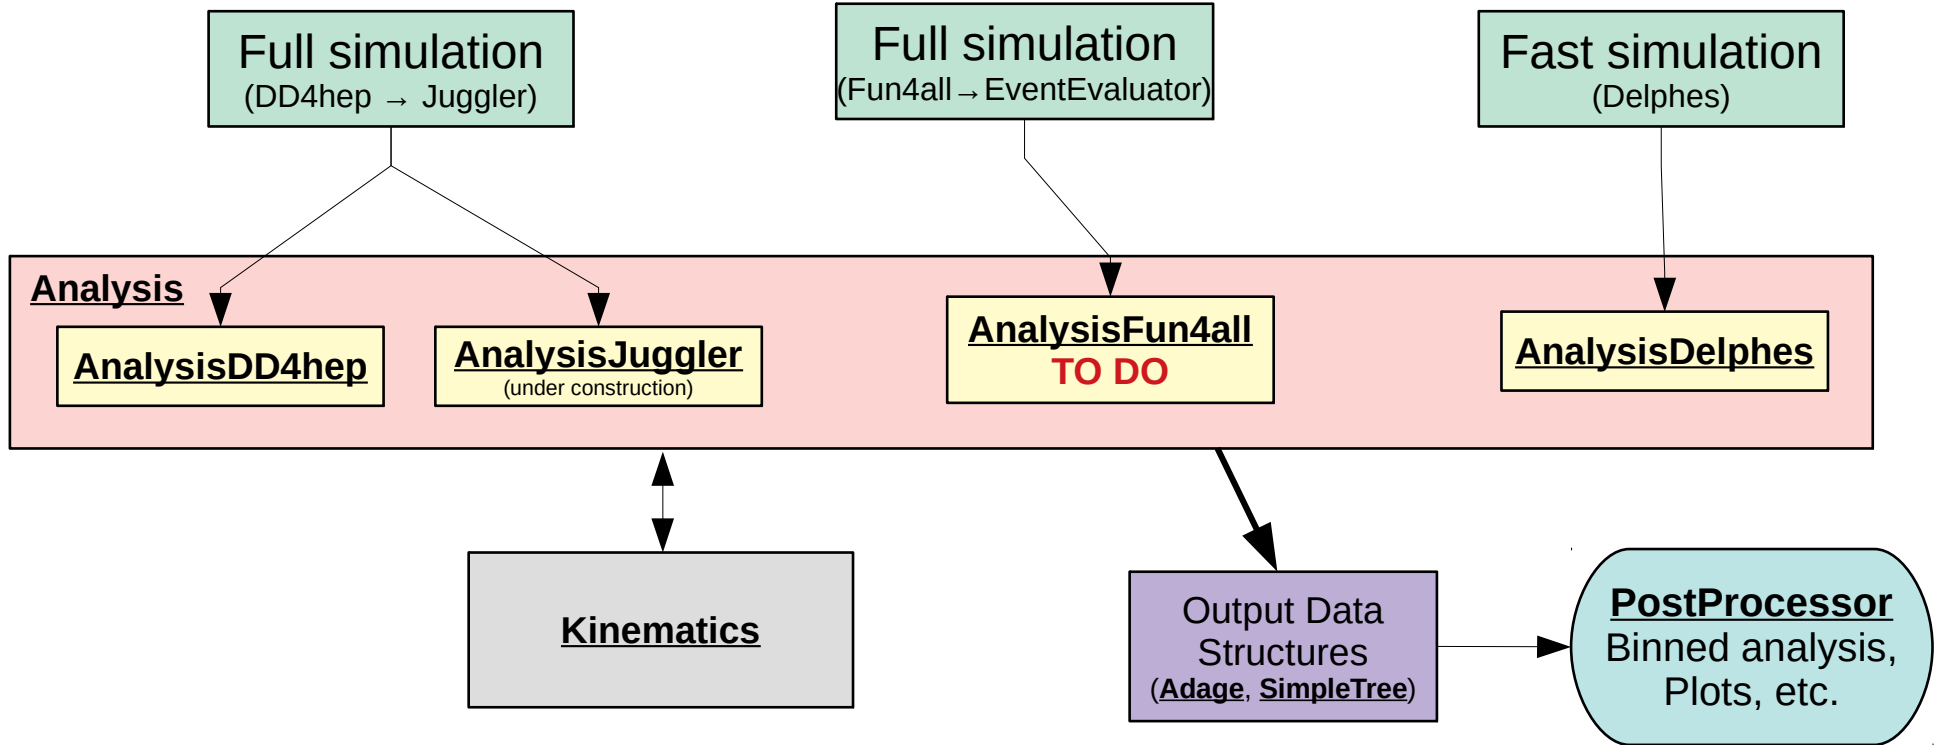 Full simulation
(DD4hep → Juggler)
Full simulation
(Fun4all→EventEvaluator)
Fast simulation
(Delphes)
Analysis
AnalysisDD4hep
AnalysisJuggler
(under construction)
AnalysisFun4all
TO DO
AnalysisDelphes
Kinematics
Output Data
Structures
(Adage, SimpleTree)
PostProcessor
Binned analysis,
Plots, etc.